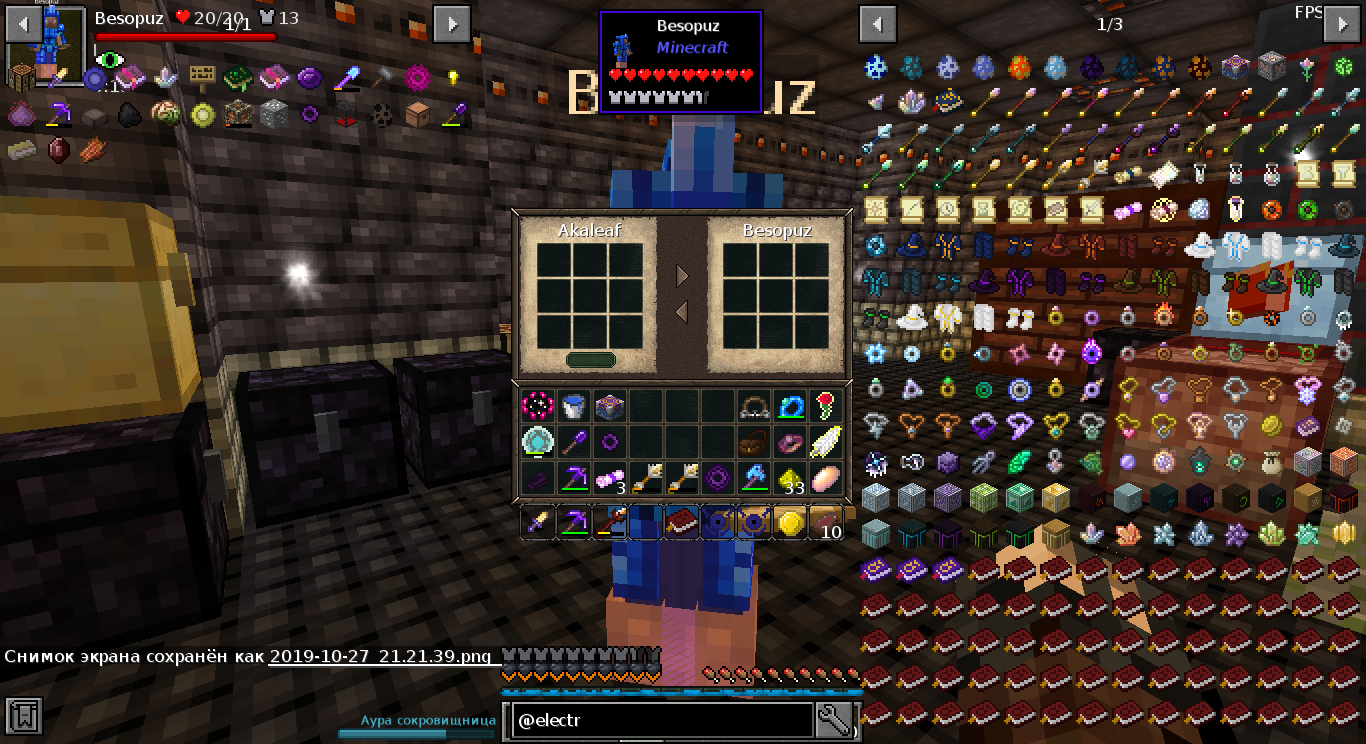 Besopuz 20/20 13
1/1
Besopuz
Minecraft
1/3
FPS
Akaleaf
Besopuz
3
33
10
Снимок экрана сохранён как 2019-10-27_21.21.39.png
Аура сокровищница
@electr